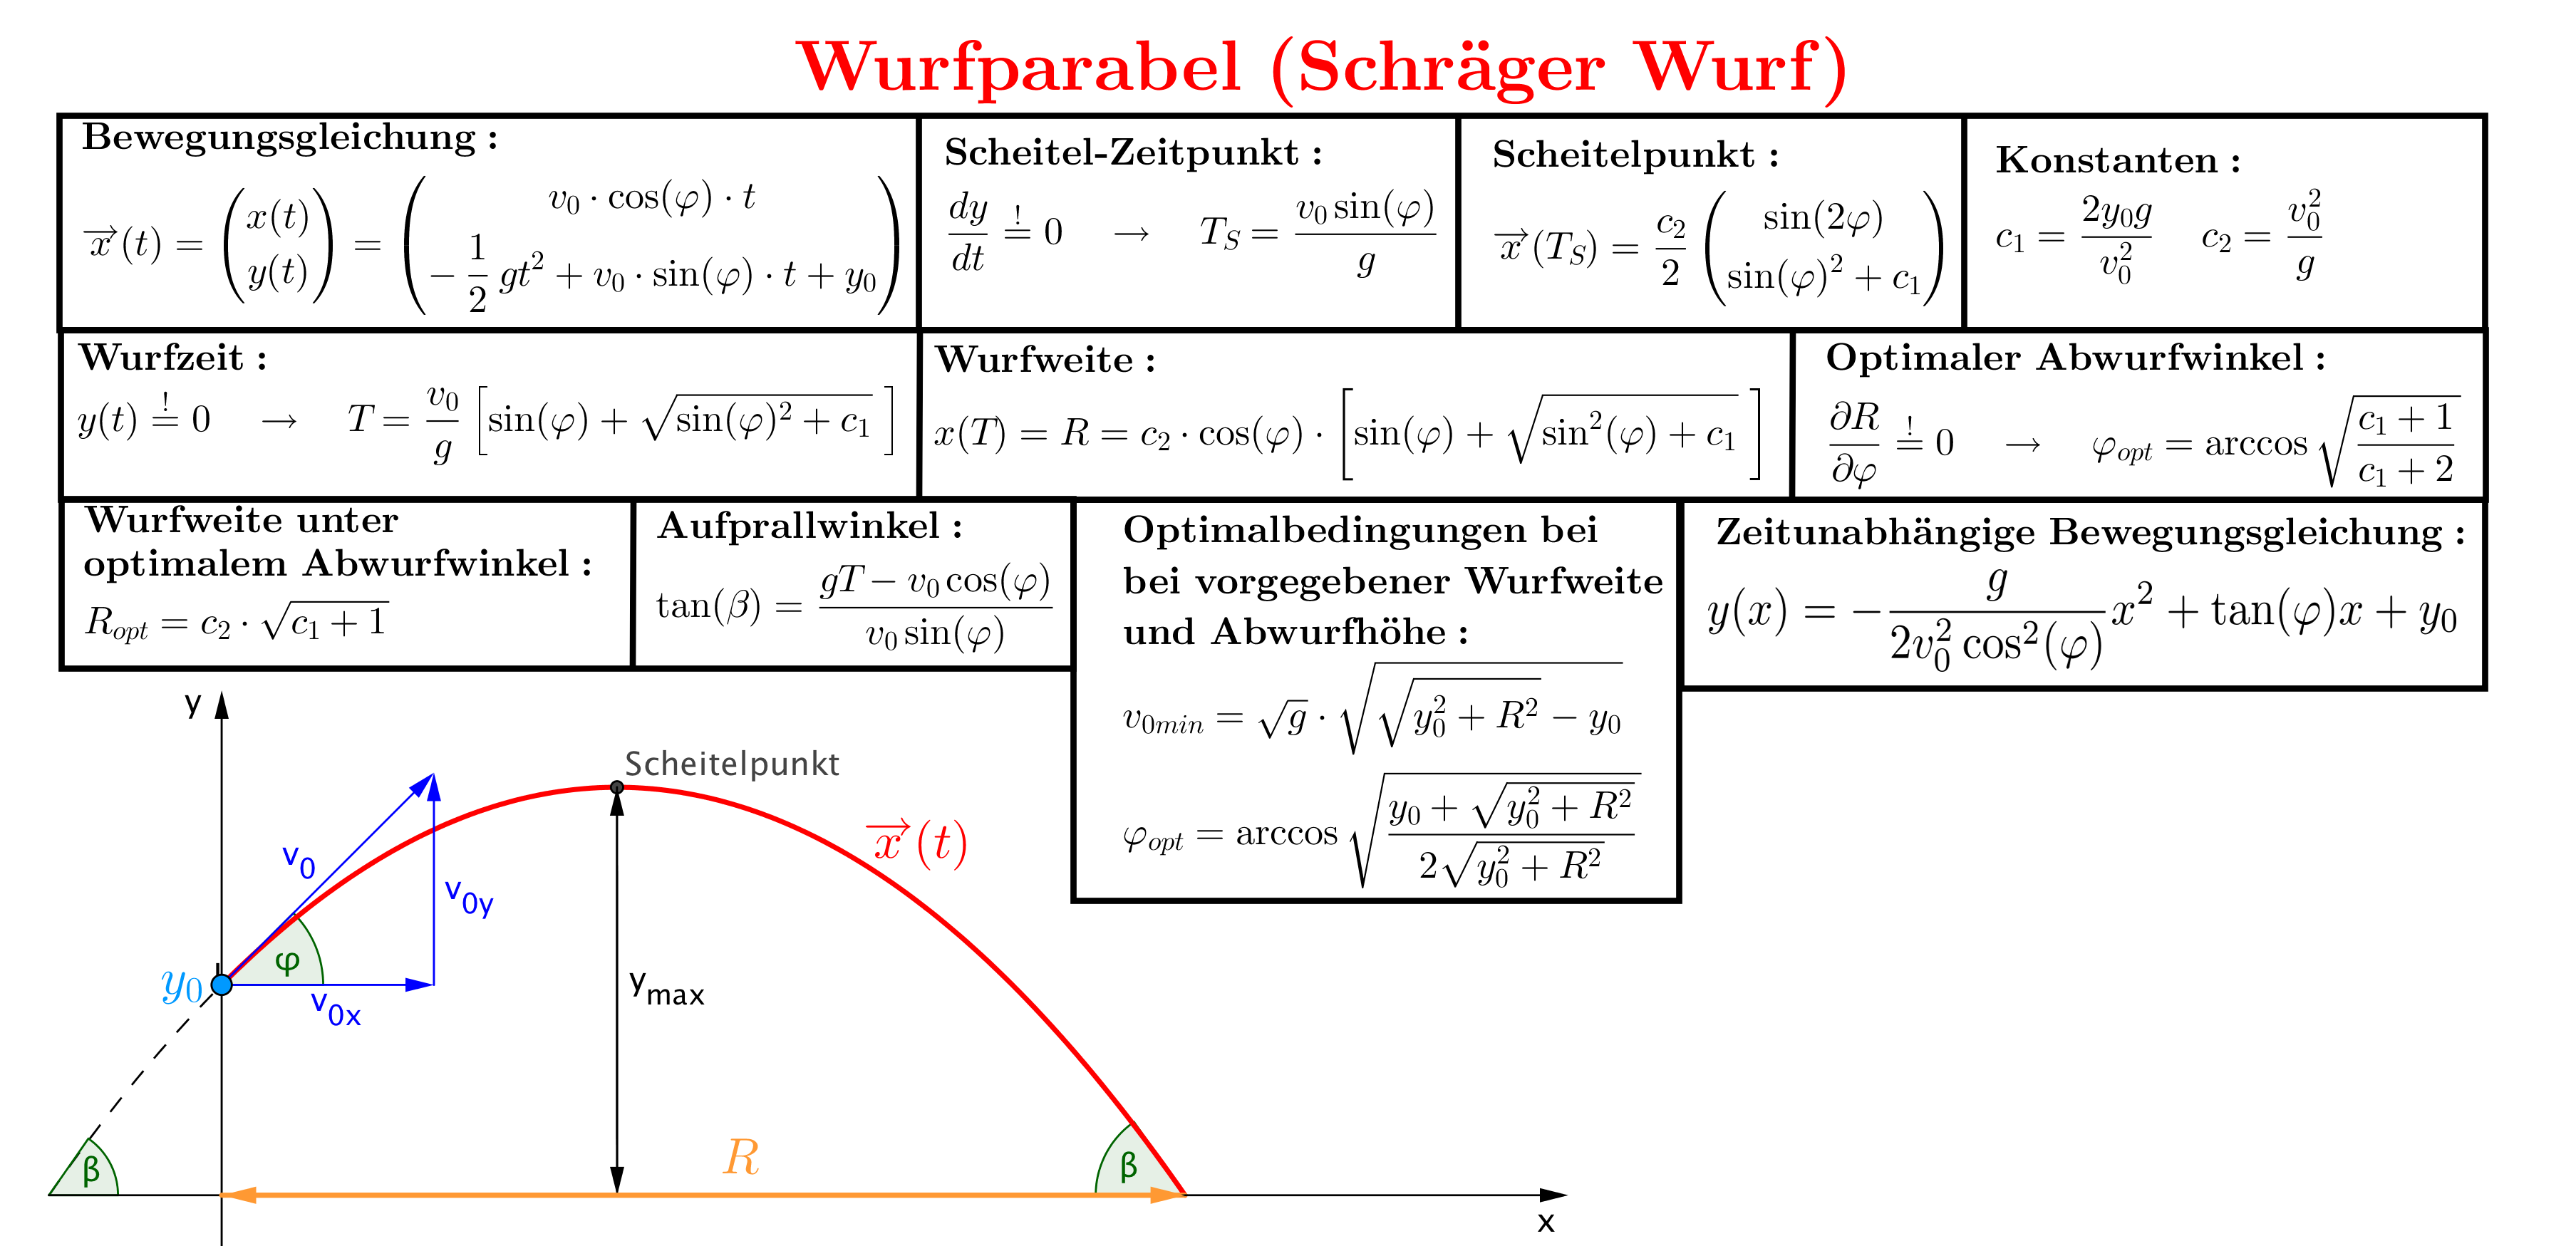 Wurfparabel (Schräger Wurf)
Bewegungsgleichung :
$\overrightarrow{x}(t) = \begin{pmatrix} x(t) \\ y(t) \end{pmatrix} = \begin{pmatrix} v_0 \cdot \cos(\varphi) \cdot t \\ -\frac{1}{2} gt^2 + v_0 \cdot \sin(\varphi) \cdot t + y_0 \end{pmatrix}$
Scheitel-Zeitpunkt :
$\frac{dy}{dt} \overset{!}{=} 0 \quad \rightarrow \quad T_S = \frac{v_0 \sin(\varphi)}{g}$
Scheitelpunkt :
$\overrightarrow{x}(T_S) = \frac{c_2}{2} \begin{pmatrix} \sin(2\varphi) \\ \sin(\varphi)^2 + c_1 \end{pmatrix}$
Konstanten :
$c_1 = \frac{2y_0 g}{v_0^2} \quad c_2 = \frac{v_0^2}{g}$
Wurfzeit :
$y(t) \overset{!}{=} 0 \quad \rightarrow \quad T = \frac{v_0}{g} \left[ \sin(\varphi) + \sqrt{\sin(\varphi)^2 + c_1} \right]$
Wurfweite :
$x(T) = R = c_2 \cdot \cos(\varphi) \cdot \left[ \sin(\varphi) + \sqrt{\sin^2(\varphi) + c_1} \right]$
Optimaler Abwurfwinkel :
$\frac{\partial R}{\partial \varphi} \overset{!}{=} 0 \quad \rightarrow \quad \varphi_{opt} = \arccos \sqrt{\frac{c_1 + 1}{c_1 + 2}}$
Wurfweite unter
optimalem Abwurfwinkel :
$R_{opt} = c_2 \cdot \sqrt{c_1 + 1}$
Aufprallwinkel :
$\tan(\beta) = \frac{gT - v_0 \cos(\varphi)}{v_0 \sin(\varphi)}$
Optimalbedingungen bei
bei vorgegebener Wurfweite
und Abwurfhöhe :
$v_{0min} = \sqrt{g} \cdot \sqrt{\sqrt{y_0^2 + R^2} - y_0}$
$\varphi_{opt} = \arccos \sqrt{\frac{y_0 + \sqrt{y_0^2 + R^2}}{2\sqrt{y_0^2 + R^2}}}$
Zeitunabhängige Bewegungsgleichung :
$y(x) = -\frac{g}{2v_0^2 \cos^2(\varphi)} x^2 + \tan(\varphi)x + y_0$
y
Scheitelpunkt
$\overrightarrow{x}(t)$
$v_0$
$v_{0y}$
φ
$y_0$
$v_{0x}$
$y_{max}$
R
β
β
x